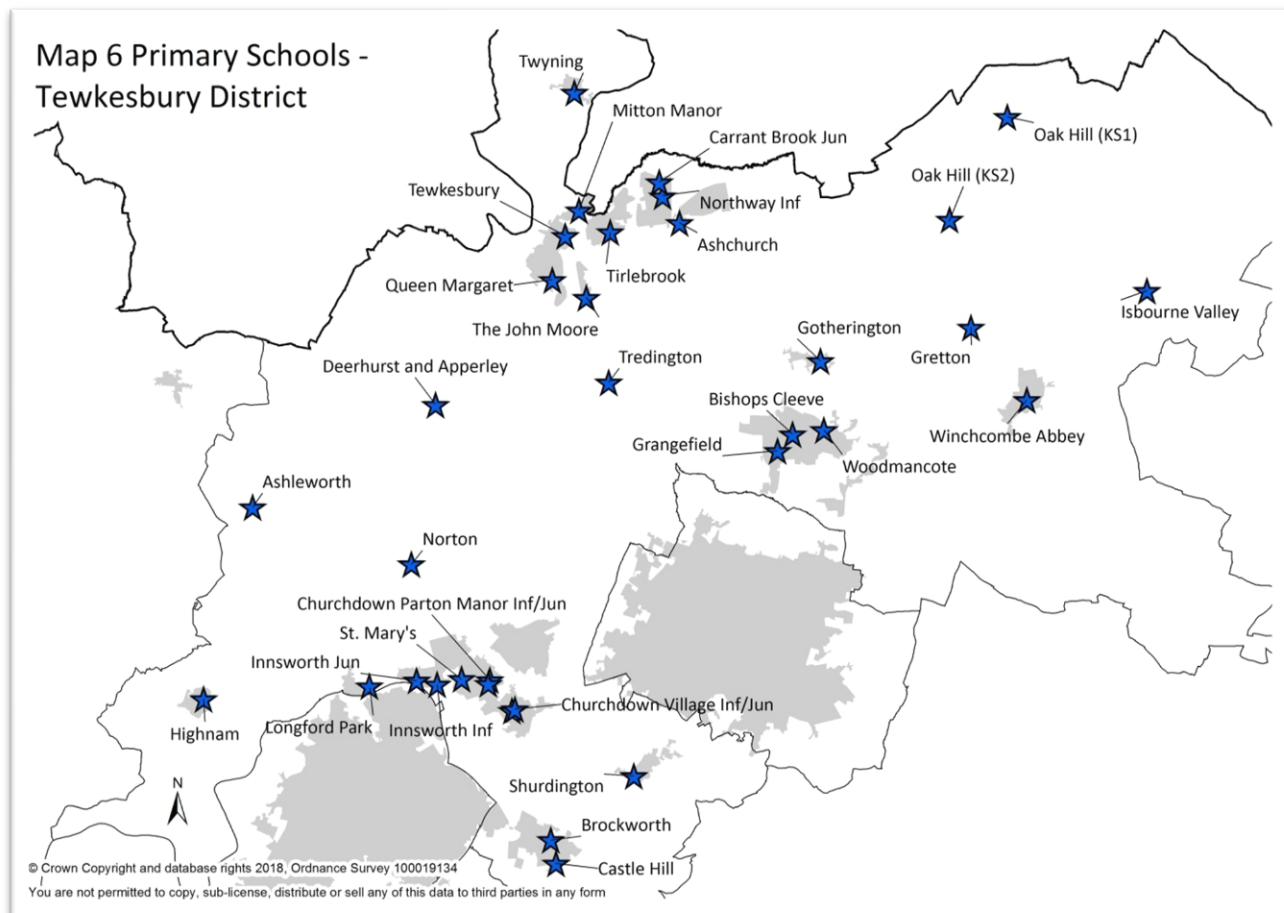 Map 6 Primary Schools -
Tewkesbury District
Twyning
Mitton Manor
Carrant Brook Jun
Oak Hill (KS1)
Oak Hill (KS2)
Tewkesbury
Northway Inf
Ashchurch
Tirlebrook
Queen Margaret
The John Moore
Isbourne Valley
Gotherington
Gretton
Tredington
Deerhurst and Apperley
Bishops Cleeve
Grangefield
Woodmancote
Winchcombe Abbey
Ashleworth
Norton
Churchdown Parton Manor Inf/Jun
St. Mary's
Innsworth Jun
Churchdown Village Inf/Jun
Longford Park
Innsworth Inf
Highnam
Shurdington
N
Brockworth
Castle Hill
© Crown Copyright and database rights 2018, Ordnance Survey 100019134
You are not permitted to copy, sub-license, distribute or sell any of this data to third parties in any form